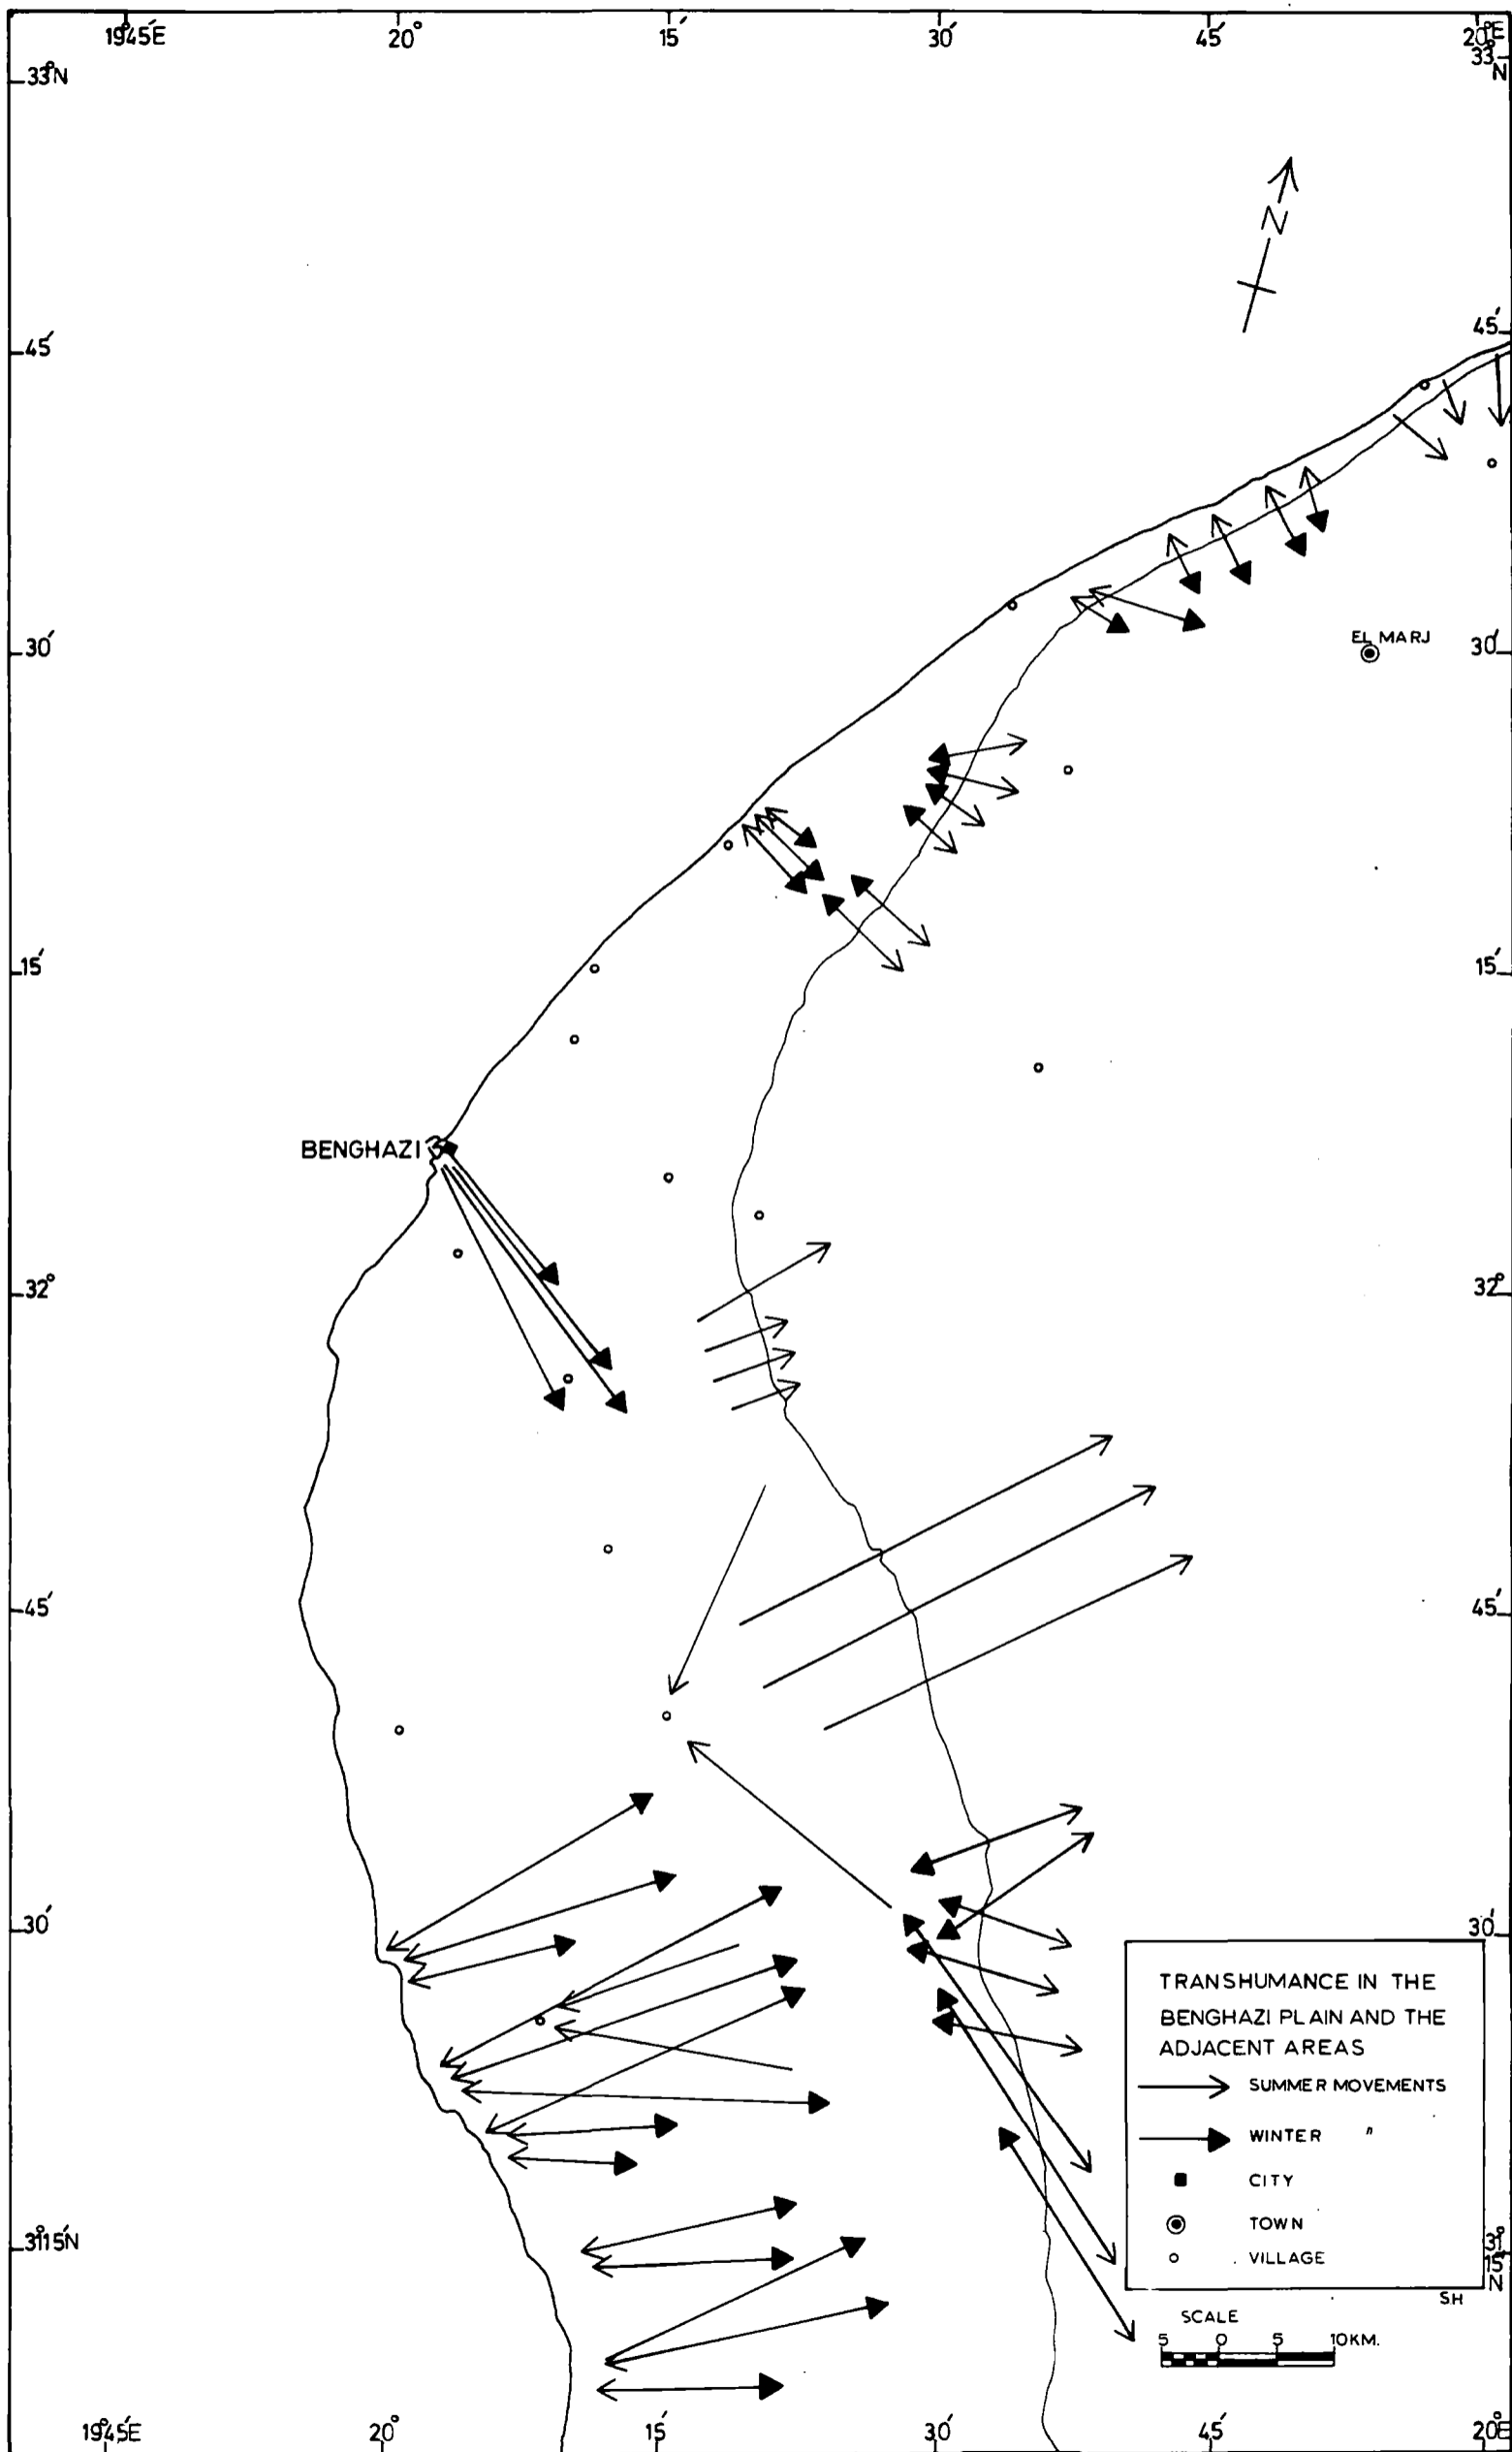 19°45'E 20° 15' 30' 45' 20°E
33°N 33° N
N
45' 45'
EL MARJ
30' 30'
15' 15'
BENGHAZI
32° 32°
45' 45'
30' 30'
TRANSHUMANCE IN THE
BENGHAZI PLAIN AND THE
ADJACENT AREAS
SUMMER MOVEMENTS
WINTER "
CITY
TOWN
VILLAGE
31°15'N 31° 15' N
S.H
SCALE
5 0 5 10KM.
19°45'E 20° 15' 30' 45' 20°E